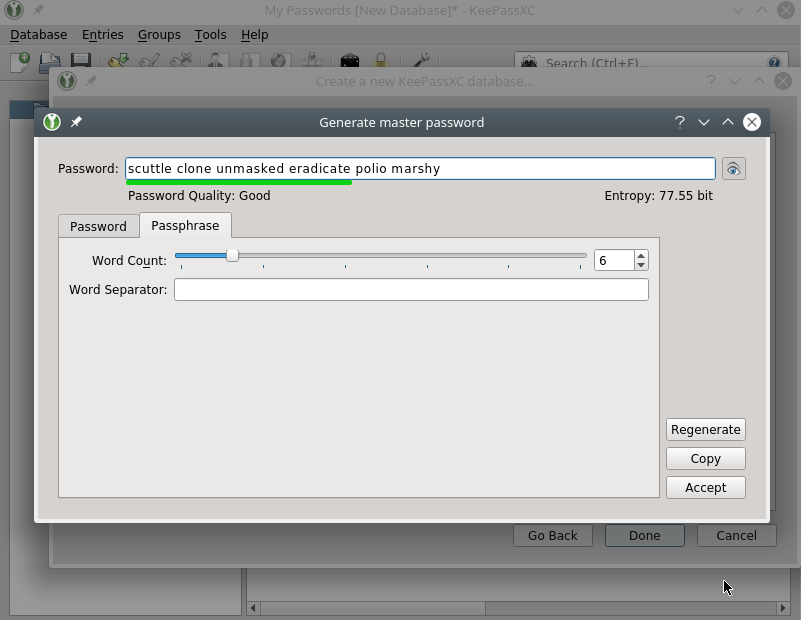 My Passwords [New Database]* - KeePassXC
Database Entries Groups Tools Help
Search (Ctrl+F)...
Create a new KeePassXC database...
Generate master password
Password: scuttle clone unmasked eradicate polio marshy
Password Quality: Good Entropy: 77.55 bit
Password Passphrase
Word Count: 6
Word Separator:
Regenerate
Copy
Accept
Go Back Done Cancel